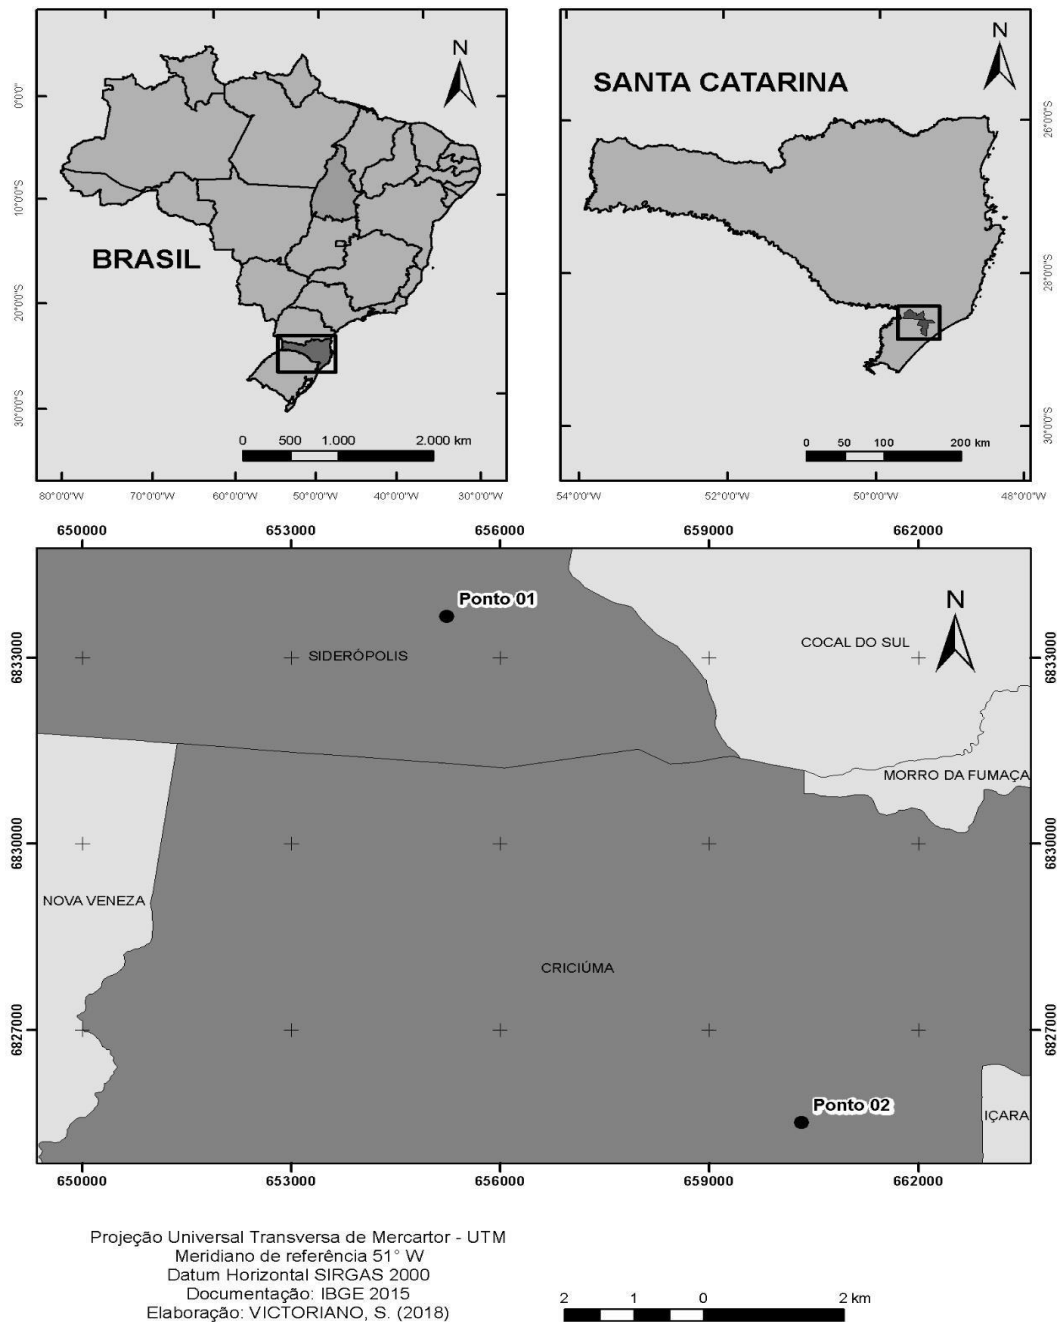 N
BRASIL
0°0'0"
10°0'0"S
20°0'0"S
30°0'0"S
0 500 1.000 2.000 km
80°0'0"W 70°0'0"W 60°0'0"W 50°0'0"W 40°0'0"W 30°0'0"W
N
SANTA CATARINA
26°0'0"S
28°0'0"S
30°0'0"S
0 50 100 200 km
54°0'0"W 52°0'0"W 50°0'0"W 48°0'0"W
650000 653000 656000 659000 662000
Ponto 01
N
COCAL DO SUL
SIDERÓPOLIS
6833000 6833000
MORRO DA FUMAÇA
6830000 6830000
NOVA VENEZA
CRICIÚMA
6827000 6827000
Ponto 02
IÇARA
650000 653000 656000 659000 662000
Projeção Universal Transversa de Mercartor - UTM
Meridiano de referência 51° W
Datum Horizontal SIRGAS 2000
Documentação: IBGE 2015
Elaboração: VICTORIANO, S. (2018)
2 1 0 2 km